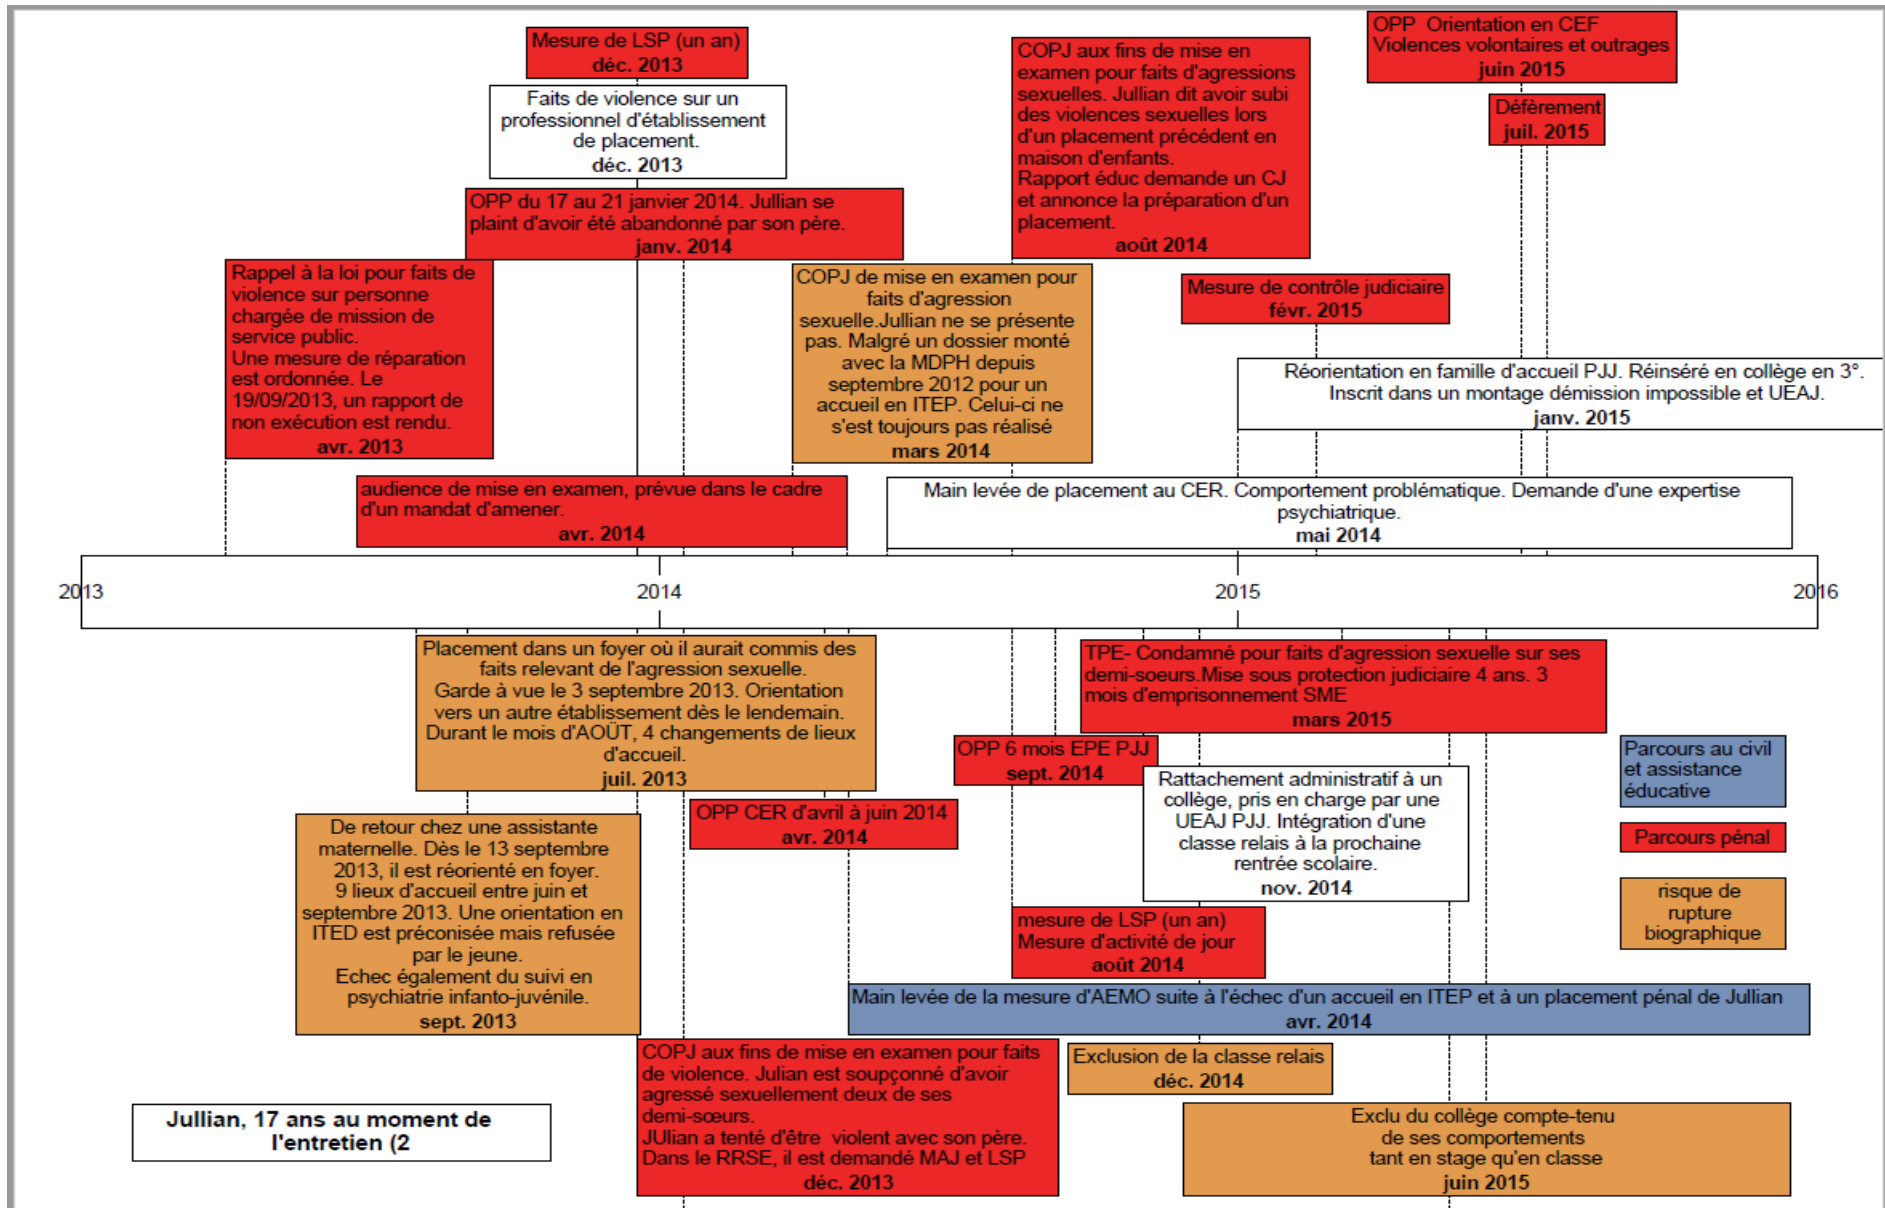 Mesure de LSP (un an)
déc. 2013
Faits de violence sur un
professionnel d'établissement
de placement.
déc. 2013
OPP du 17 au 21 janvier 2014. Jullian se
plaint d'avoir été abandonné par son père.
janv. 2014
Rappel à la loi pour faits de
violence sur personne
chargée de mission de
service public.
Une mesure de réparation
est ordonnée. Le
19/09/2013, un rapport de
non exécution est rendu.
avr. 2013
audience de mise en examen, prévue dans le cadre
d'un mandat d'amener.
avr. 2014
COPJ de mise en examen pour
faits d'agression
sexuelle.Jullian ne se présente
pas. Malgré un dossier monté
avec la MDPH depuis
septembre 2012 pour un
accueil en ITEP. Celui-ci ne
s'est toujours pas réalisé
mars 2014
COPJ aux fins de mise en
examen pour faits d'agressions
sexuelles. Jullian dit avoir subi
des violences sexuelles lors
d'un placement précédent en
maison d'enfants.
Rapport éduc demande un CJ
et annonce la préparation d'un
placement.
août 2014
OPP  Orientation en CEF
Violences volontaires et outrages
juin 2015
Défèrement
juil. 2015
Mesure de contrôle judiciaire
févr. 2015
Réorientation en famille d'accueil PJJ. Réinséré en collège en 3°.
Inscrit dans un montage démission impossible et UEAJ.
janv. 2015
Main levée de placement au CER. Comportement problématique. Demande d'une expertise
psychiatrique.
mai 2014
2013
2014
2015
2016
Placement dans un foyer où il aurait commis des
faits relevant de l'agression sexuelle.
Garde à vue le 3 septembre 2013. Orientation
vers un autre établissement dès le lendemain.
Durant le mois d'AOÜT, 4 changements de lieux
d'accueil.
juil. 2013
De retour chez une assistante
maternelle. Dès le 13 septembre
2013, il est réorienté en foyer.
9 lieux d'accueil entre juin et
septembre 2013. Une orientation en
ITED est préconisée mais refusée
par le jeune.
Echec également du suivi en
psychiatrie infanto-juvénile.
sept. 2013
OPP CER d'avril à juin 2014
avr. 2014
TPE- Condamné pour faits d'agression sexuelle sur ses
demi-soeurs.Mise sous protection judiciaire 4 ans. 3
mois d'emprisonnement SME
mars 2015
OPP 6 mois EPE PJJ
sept. 2014
Rattachement administratif à un
collège, pris en charge par une
UEAJ PJJ. Intégration d'une
classe relais à la prochaine
rentrée scolaire.
nov. 2014
mesure de LSP (un an)
Mesure d'activité de jour
août 2014
Main levée de la mesure d'AEMO suite à l'échec d'un accueil en ITEP et à un placement pénal de Jullian
avr. 2014
COPJ aux fins de mise en examen pour faits
de violence. Julian est soupçonné d'avoir
agressé sexuellement deux de ses
demi-sœurs.
JUlian a tenté d'être  violent avec son père.
Dans le RRSE, il est demandé MAJ et LSP
déc. 2013
Exclusion de la classe relais
déc. 2014
Exclu du collège compte-tenu
de ses comportements
tant en stage qu'en classe
juin 2015
Parcours au civil
et assistance
éducative
Parcours pénal
risque de
rupture
biographique
Jullian, 17 ans au moment de
l'entretien (2